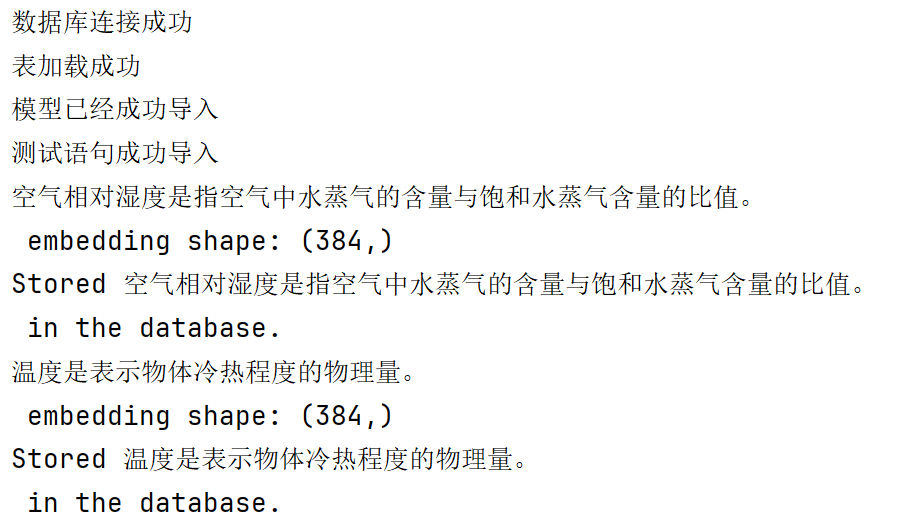 数据库连接成功
表加载成功
模型已经成功导入
测试语句成功导入
空气相对湿度是指空气中水蒸气的含量与饱和水蒸气含量的比值。
 embedding shape: (384,)
Stored 空气相对湿度是指空气中水蒸气的含量与饱和水蒸气含量的比值。
 in the database.
温度是表示物体冷热程度的物理量。
 embedding shape: (384,)
Stored 温度是表示物体冷热程度的物理量。
 in the database.